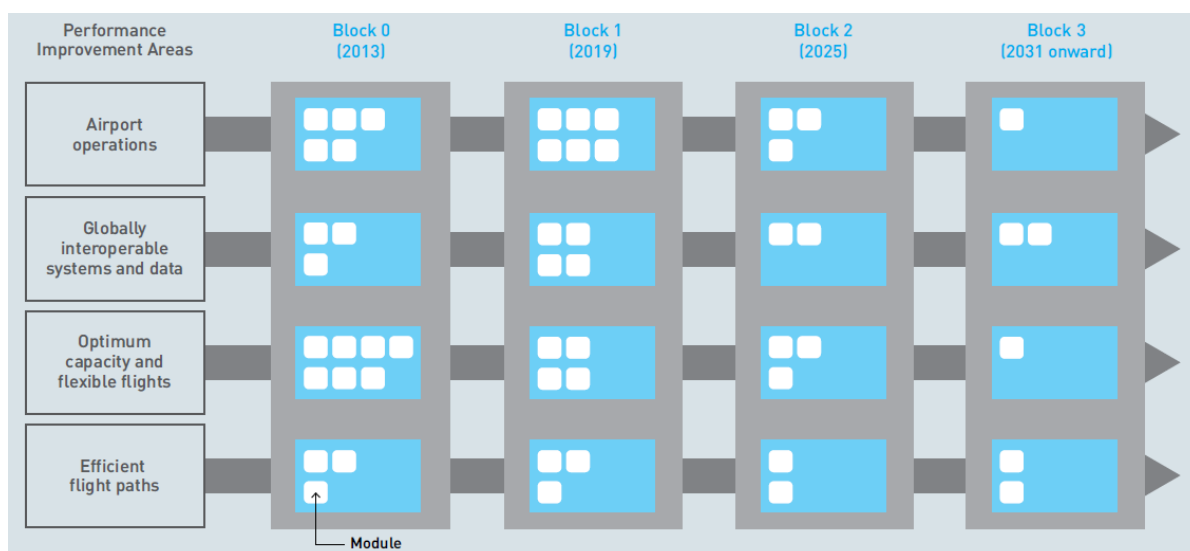 Performance
Improvement Areas
Block 0
(2013)
Block 1
(2019)
Block 2
(2025)
Block 3
(2031 onward)
Airport
operations
Globally
interoperable
systems and data
Optimum
capacity and
flexible flights
Efficient
flight paths
Module